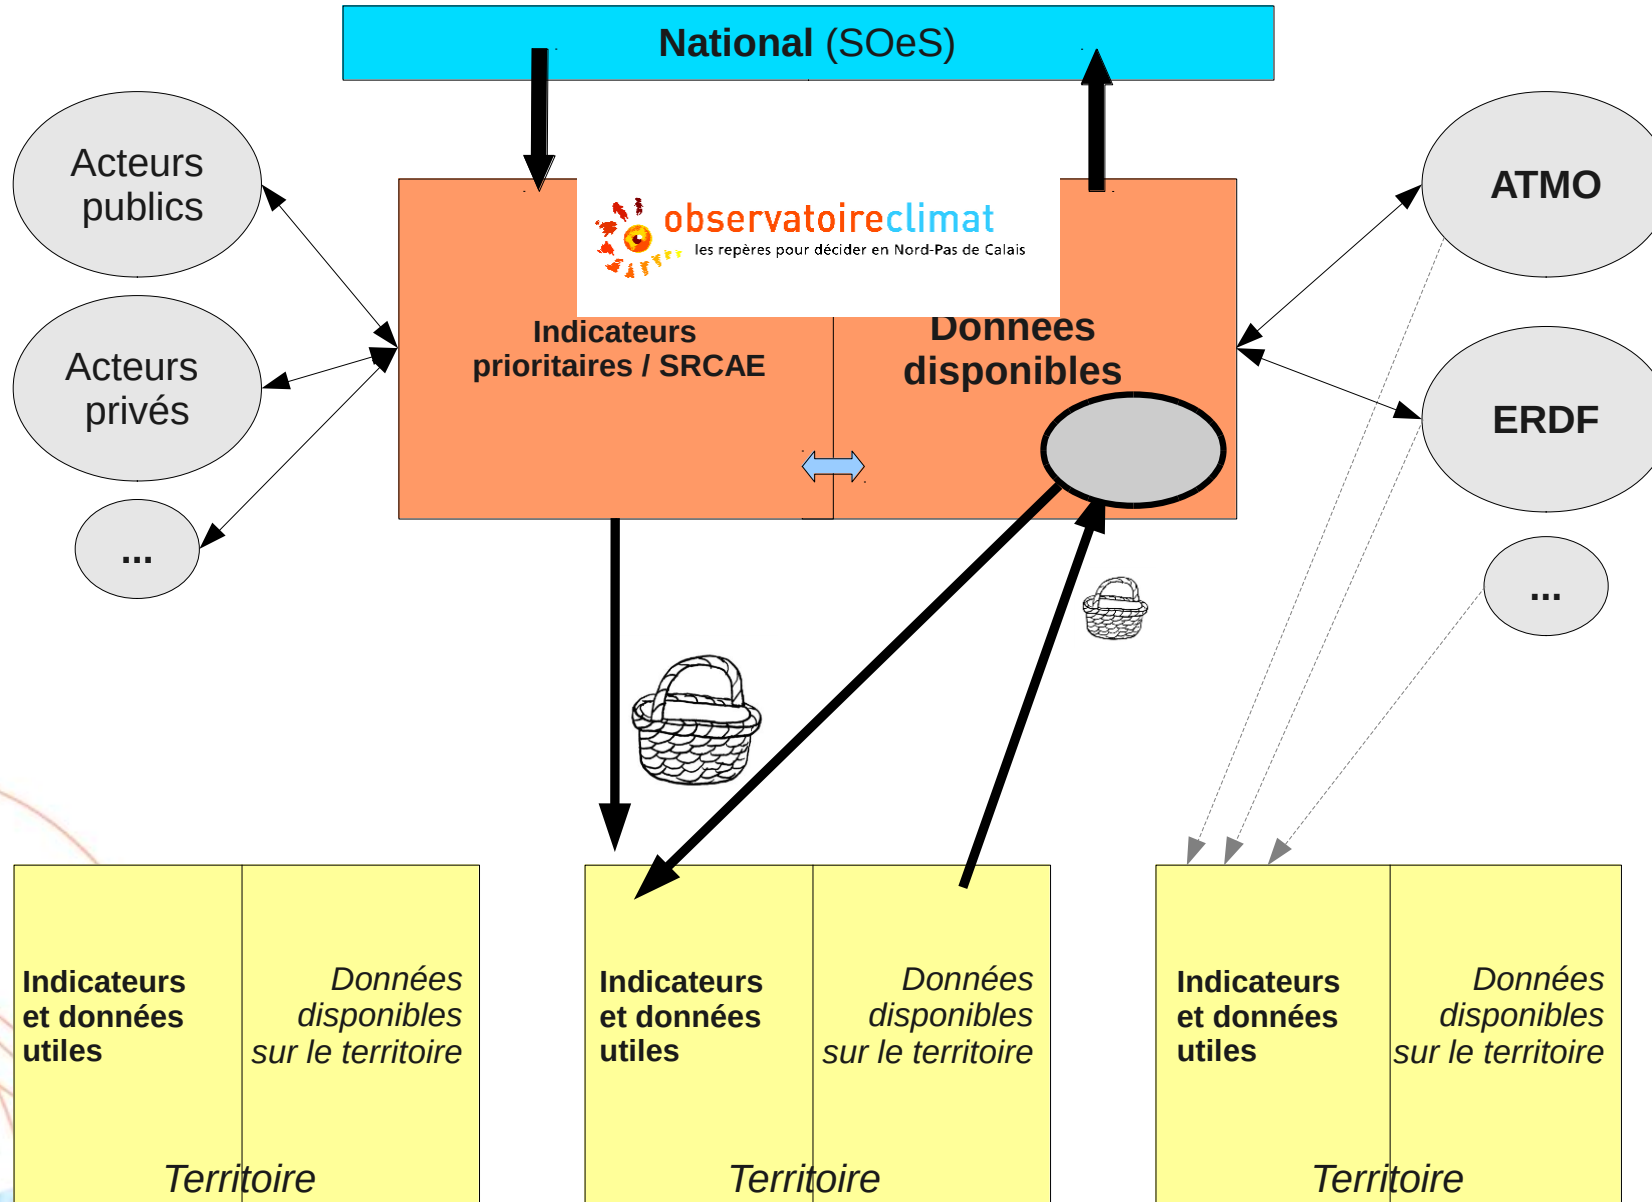 National (SOeS)
Acteurs
publics
ATMO
observatoireclimat
les repères pour décider en Nord-Pas de Calais
Indicateurs
prioritaires / SRCAE
Données
disponibles
Acteurs
privés
ERDF
...
...
Indicateurs
et données
utiles
Données
disponibles
sur le territoire
Territoire
Indicateurs
et données
utiles
Données
disponibles
sur le territoire
Territoire
Indicateurs
et données
utiles
Données
disponibles
sur le territoire
Territoire